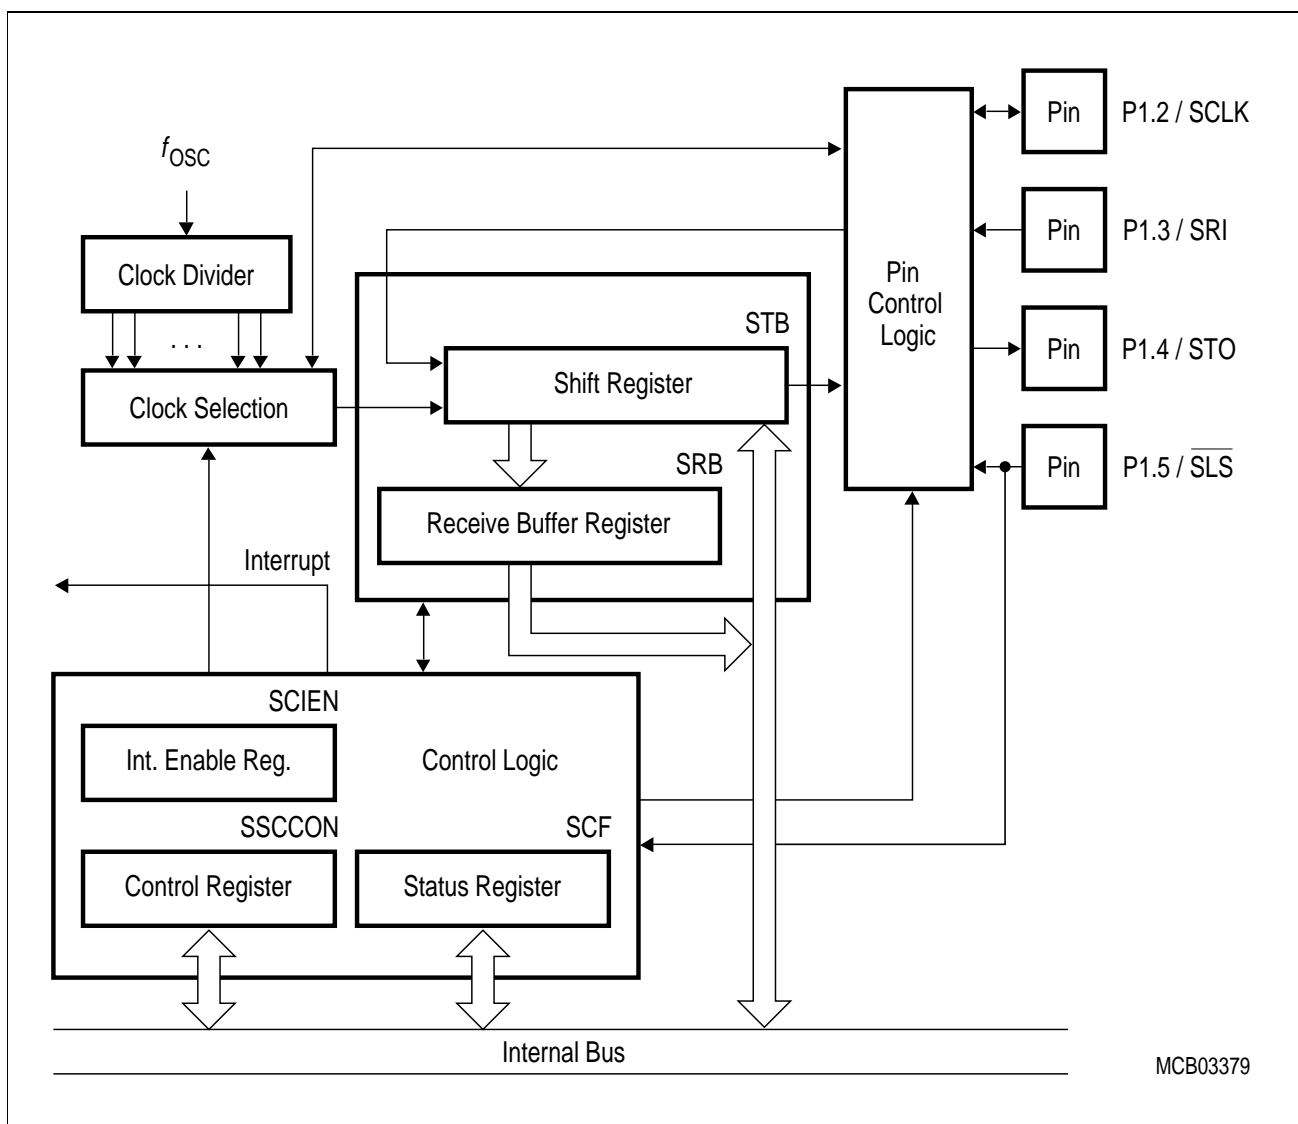 Pin P1.2 / SCLK
fOSC
Pin P1.3 / SRI
Clock Divider
Pin
Control
Logic
STB
. . .
Pin P1.4 / STO
Shift Register
Clock Selection
SRB
Pin P1.5 / S̅L̅S̅
Receive Buffer Register
Interrupt
SCIEN
Int. Enable Reg.
Control Logic
SSCCON
SCF
Control Register
Status Register
Internal Bus
MCB03379